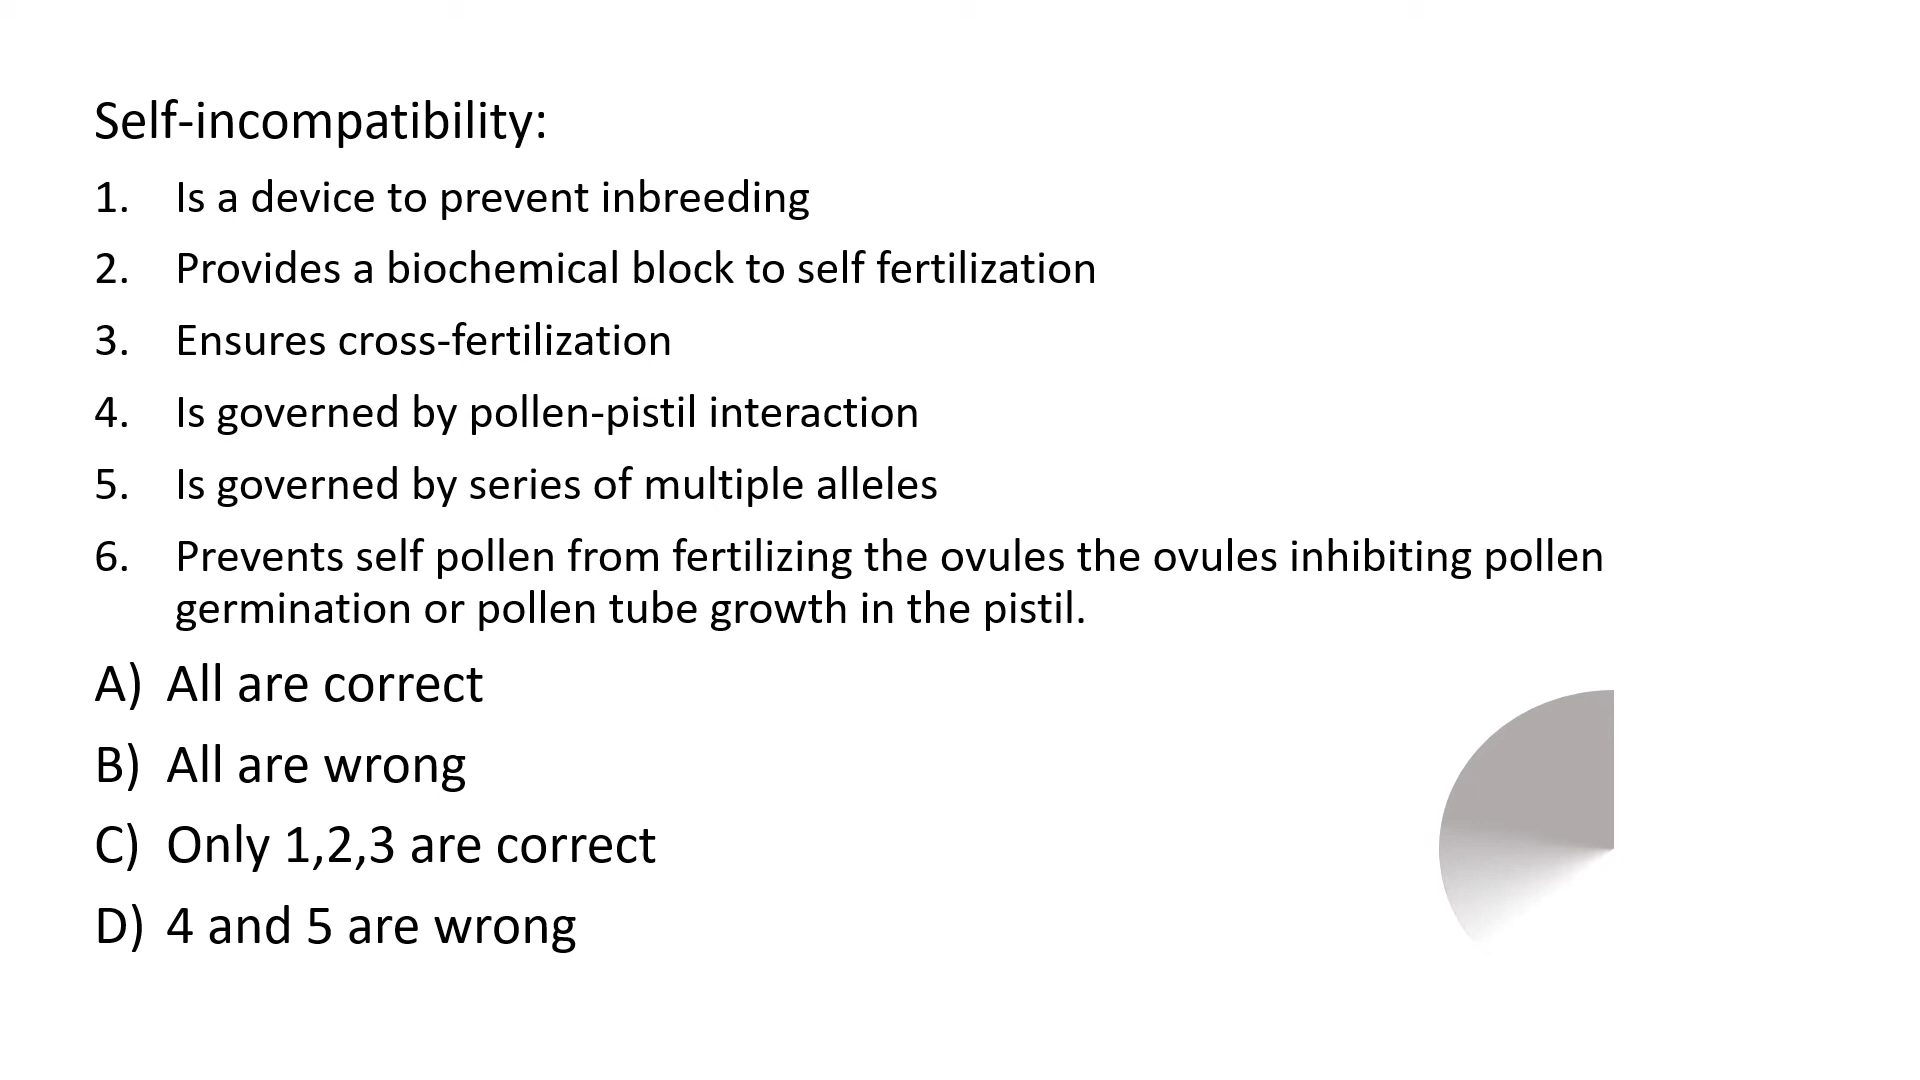 Self-incompatibility:
1. Is a device to prevent inbreeding
2. Provides a biochemical block to self fertilization
3. Ensures cross-fertilization
4. Is governed by pollen-pistil interaction
5. Is governed by series of multiple alleles
6. Prevents self pollen from fertilizing the ovules the ovules inhibiting pollen
germination or pollen tube growth in the pistil.
A) All are correct
B) All are wrong
C) Only 1,2,3 are correct
D) 4 and 5 are wrong